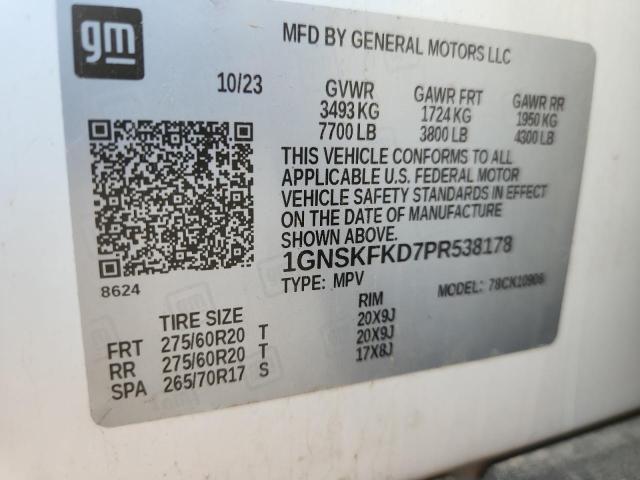 gm
MFD BY GENERAL MOTORS LLC
10/23 GVWR GAWR FRT GAWR RR
3493 KG 1724 KG 1950 KG
7700 LB 3800 LB 4300 LB
THIS VEHICLE CONFORMS TO ALL
APPLICABLE U.S. FEDERAL MOTOR
VEHICLE SAFETY STANDARDS IN EFFECT
ON THE DATE OF MANUFACTURE
SHOWN ABOVE.
1GNSKFKD7PR538178
8624
TYPE: MPV MODEL: 78CK10906
TIRE SIZE RIM
FRT 275/60R20 T 20X9J
RR 275/60R20 T 20X9J
SPA 265/70R17 S 17X8J